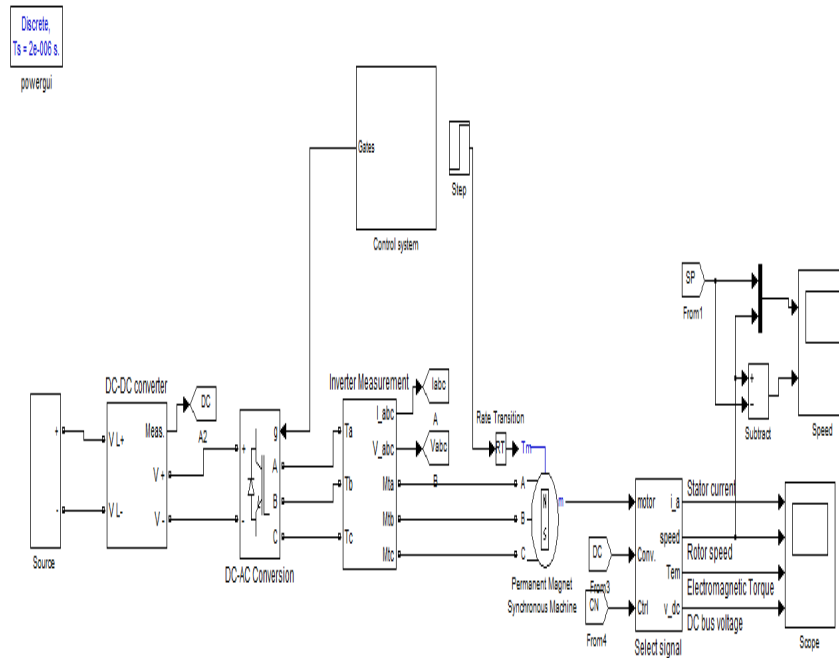 Discrete,
Ts = 2e-006 s.
powergui
Gates
Control system
Step
SP
From1
+
-
Subtract
Speed
DC-DC converter
DC
A2
Meas.
V L+
V +
V L-
V -
+
-
Source
g
+
A
B
-
C
DC-AC Conversion
Inverter Measurement
I_abc
V_abc
Ta
Tb
Tc
Mta
Mtb
Mtc
Iabc
A
Vabc
B
Rate Transition
RT
Tm
A
B
C
N
S
m
Permanent Magnet
Synchronous Machine
DC
From3
CN
From4
motor
Conv.
Ctrl
i_a
speed
Tem
v_dc
Select signal
Stator current
Rotor speed
Electromagnetic Torque
DC bus voltage
Scope